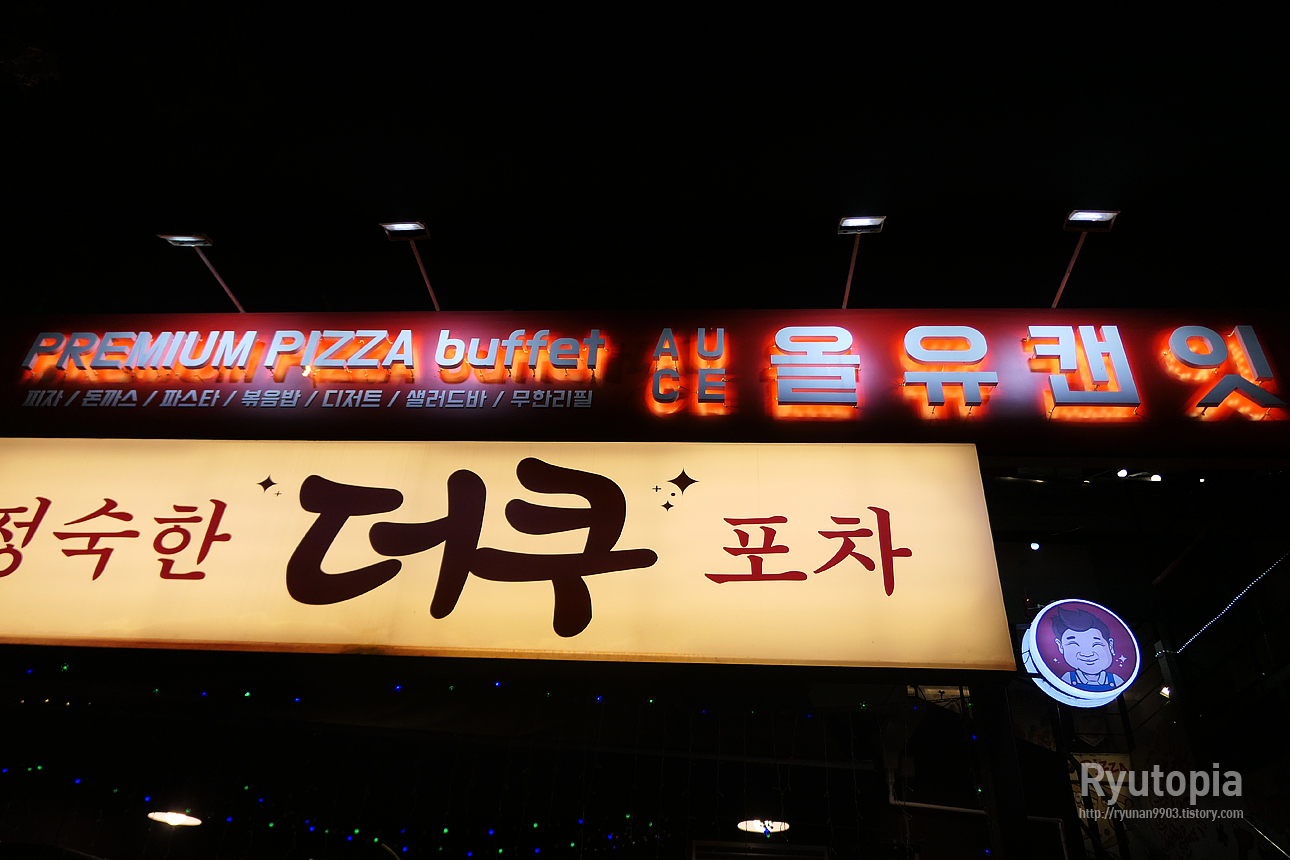 PREMIUM PIZZA buffet
피자 / 돈까스 / 파스타 / 볶음밥 / 디저트 / 샐러드바 / 무한리필
AU
CE
올유캔잇
정숙한 더쿠 포차
PIZZA
Ryutopia
http://ryunan9903.tistory.com